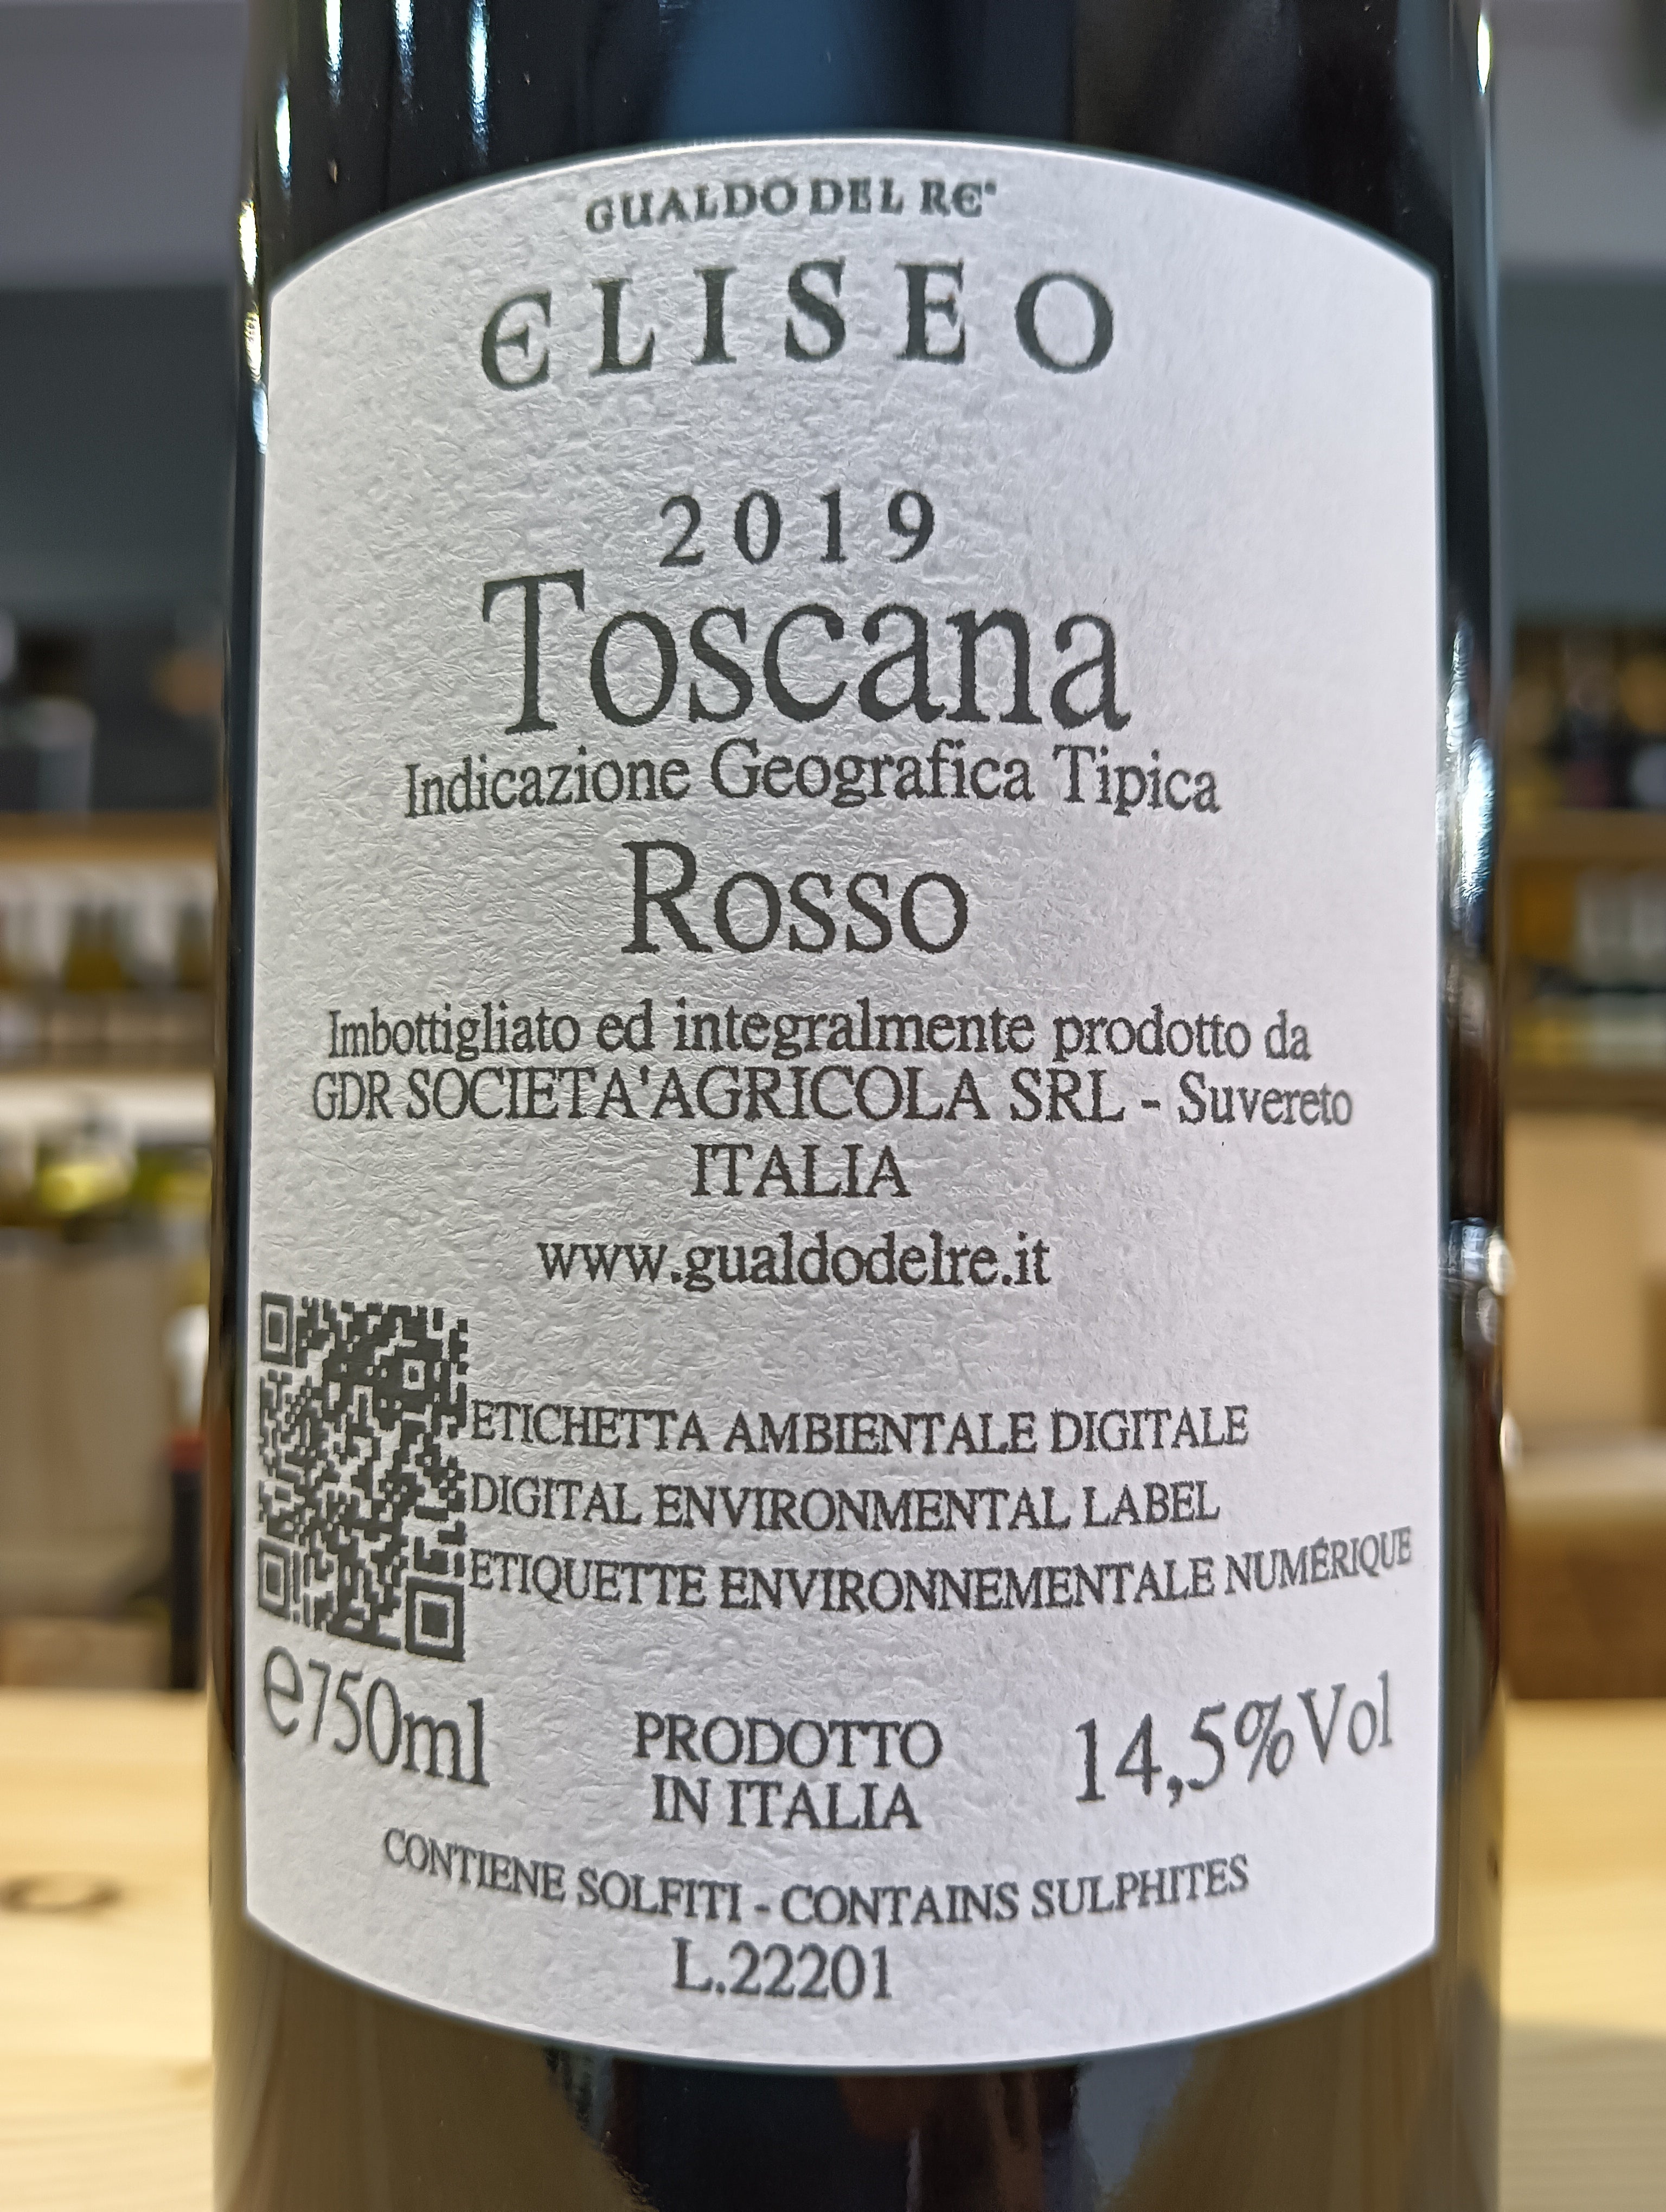 GUALDO DEL RE®
ELISEO
2019
Toscana
Indicazione Geografica Tipica
Rosso
Imbottigliato ed integralmente prodotto da
GDR SOCIETA'AGRICOLA SRL - Suvereto
ITALIA
www.gualdodelre.it
ETICHETTA AMBIENTALE DIGITALE
DIGITAL ENVIRONMENTAL LABEL
ETIQUETTE ENVIRONNEMENTALE NUMÉRIQUE
e750ml
PRODOTTO
IN ITALIA
14,5%Vol
CONTIENE SOLFITI - CONTAINS SULPHITES
L.22201